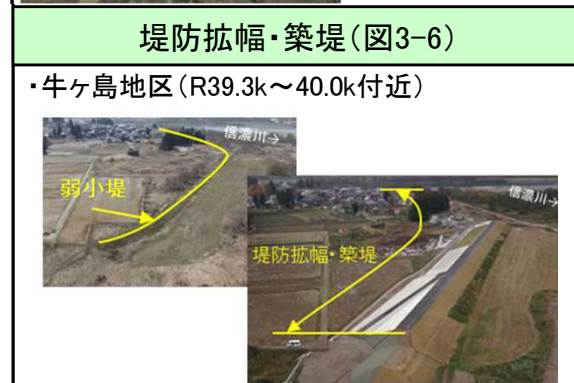 堤防拡幅・築堤（図3-6）
・牛ヶ島地区（R39.3k～40.0k付近）
信濃川→
弱小堤
信濃川→
堤防拡幅・築堤